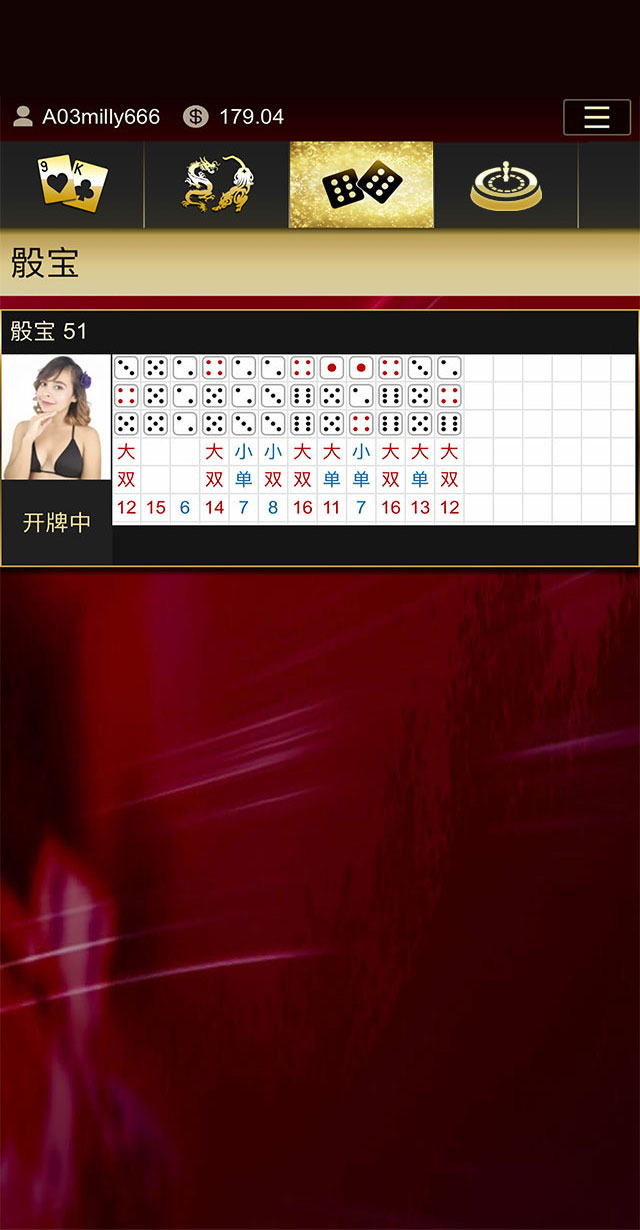 A03milly666 179.04
9 K
骰宝
骰宝 51
大 大 小 小 大 大 小 大 大 大
双 双 单 双 双 单 单 双 单 双
12 15 6 14 7 8 16 11 7 16 13 12
开牌中